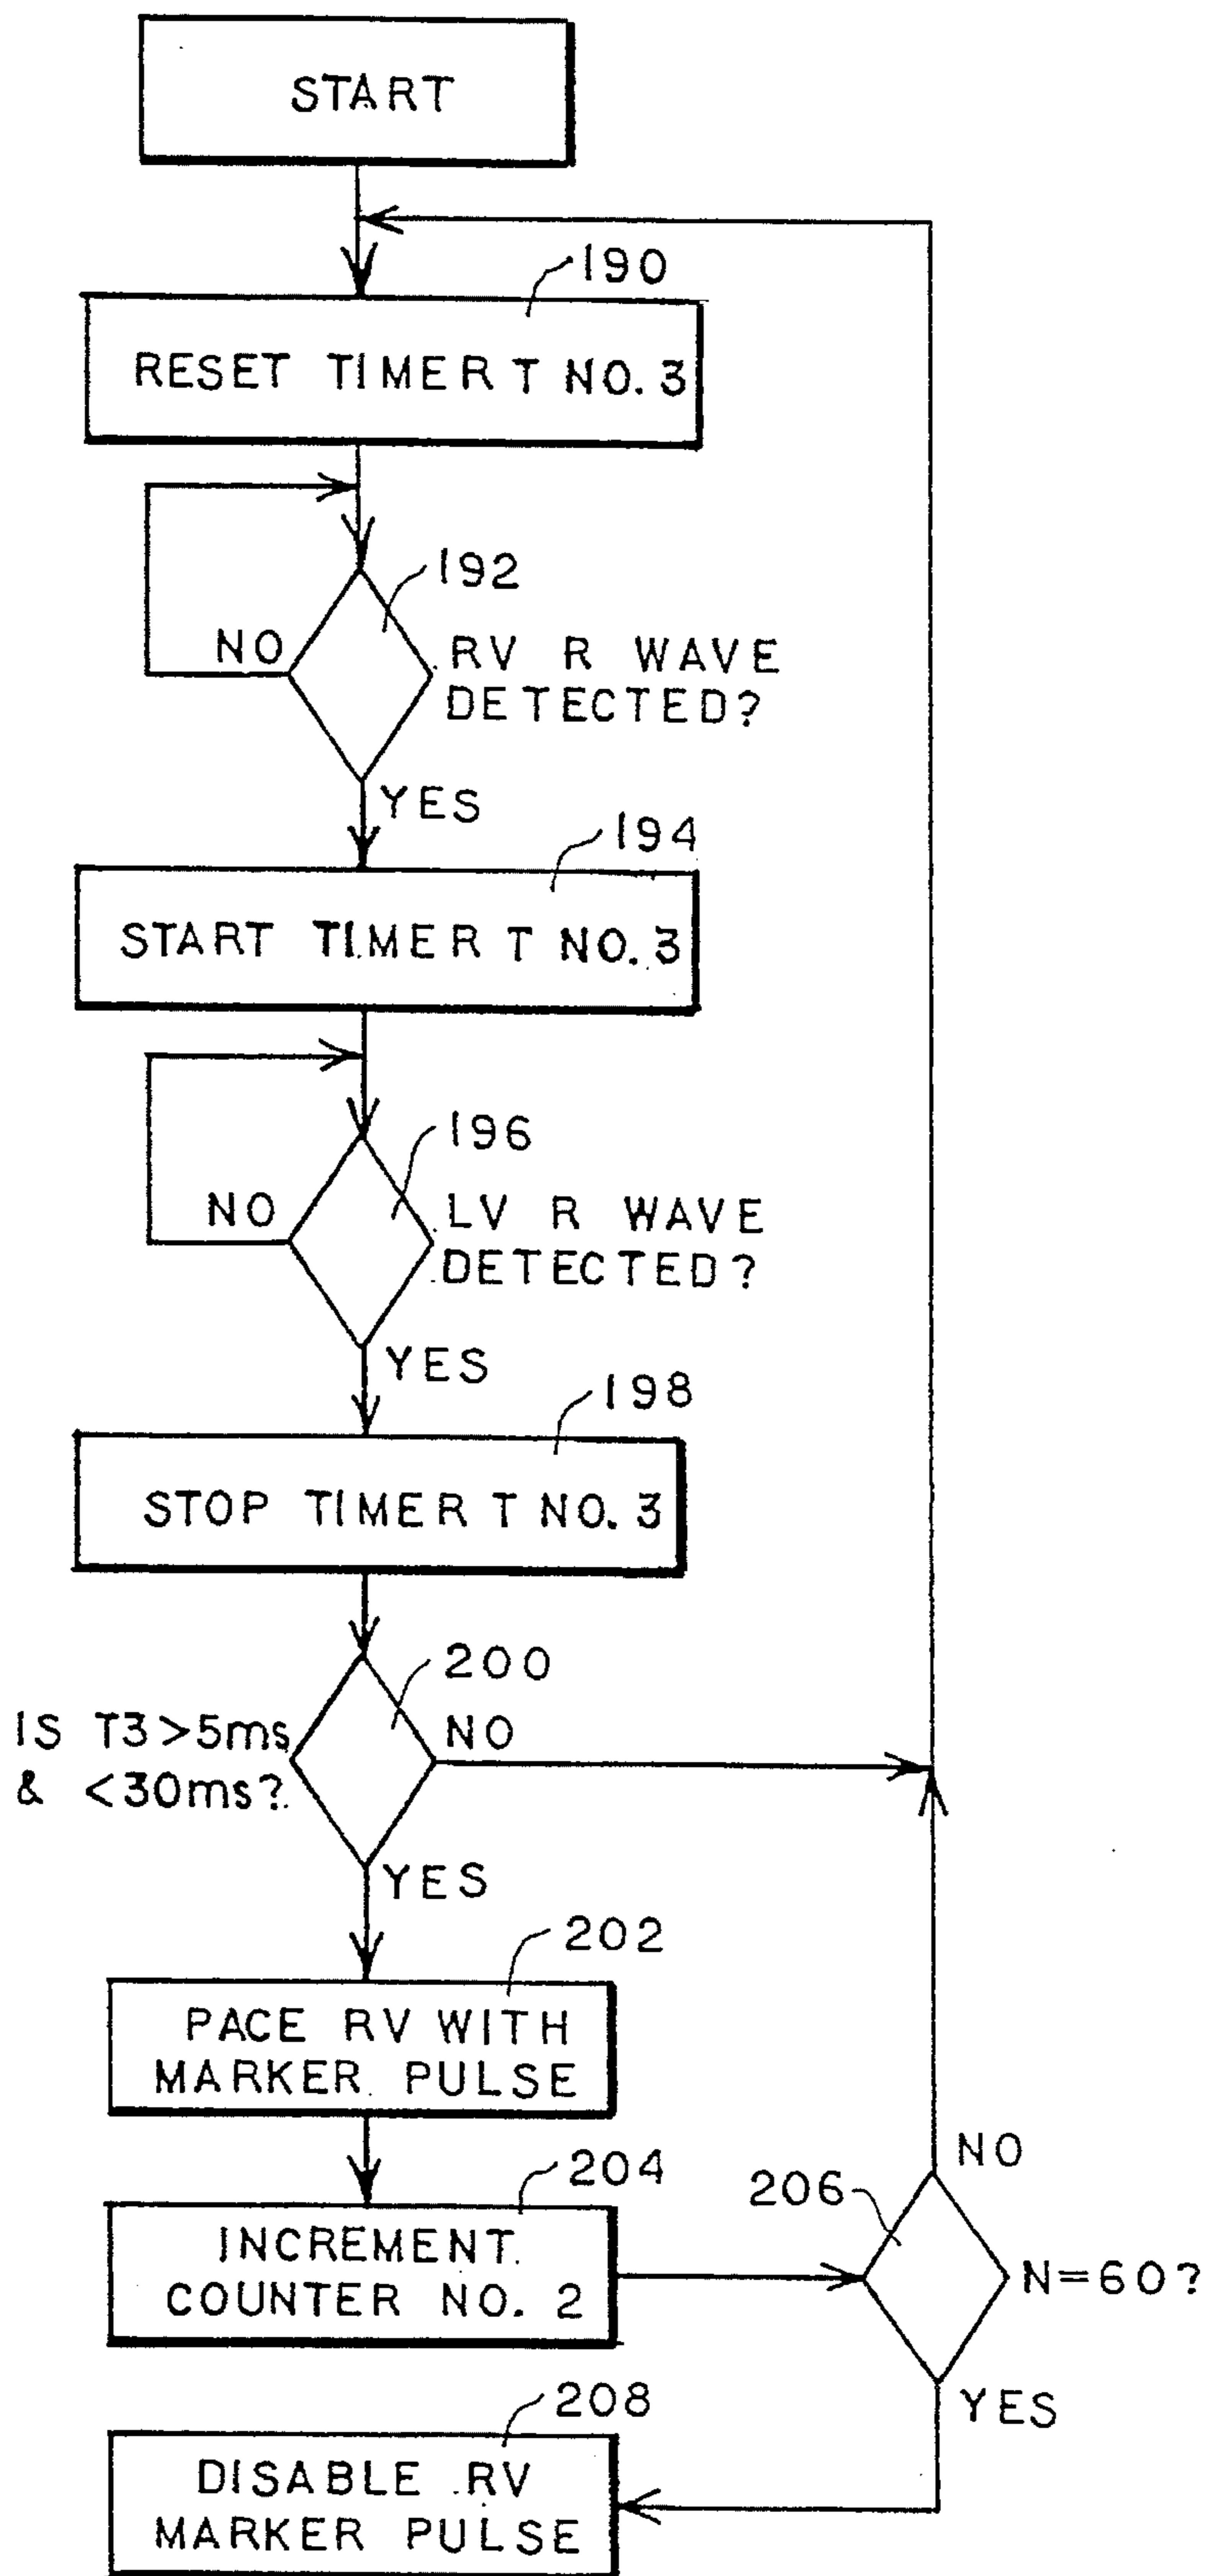 START
190
RESET TIMER T NO. 3
192
NO
RV R WAVE
DETECTED?
YES
194
START TIMER T NO. 3
196
NO
LV R WAVE
DETECTED?
YES
198
STOP TIMER T NO. 3
200
IS T3>5ms
& <30ms?
NO
YES
202
PACE RV WITH
MARKER PULSE
204
INCREMENT
COUNTER NO. 2
206
NO
N=60?
YES
208
DISABLE RV
MARKER PULSE